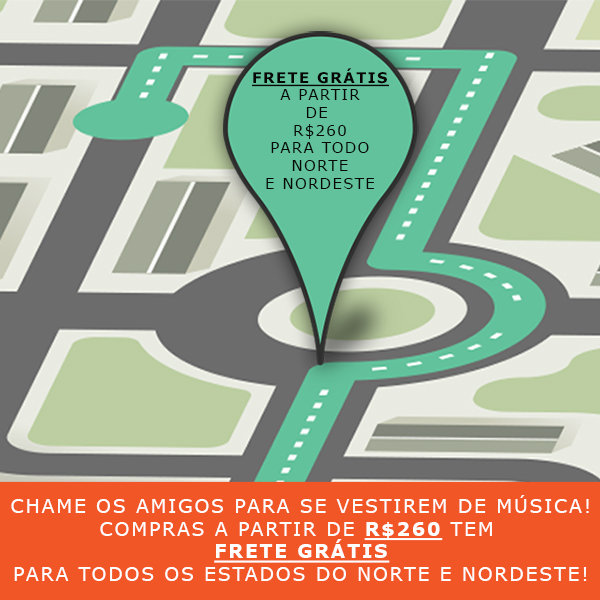 FRETE GRÁTIS
A PARTIR
DE
R$260
PARA TODO
NORTE
E NORDESTE
CHAME OS AMIGOS PARA SE VESTIREM DE MÚSICA!
COMPRAS A PARTIR DE R$260 TEM
FRETE GRÁTIS
PARA TODOS OS ESTADOS DO NORTE E NORDESTE!